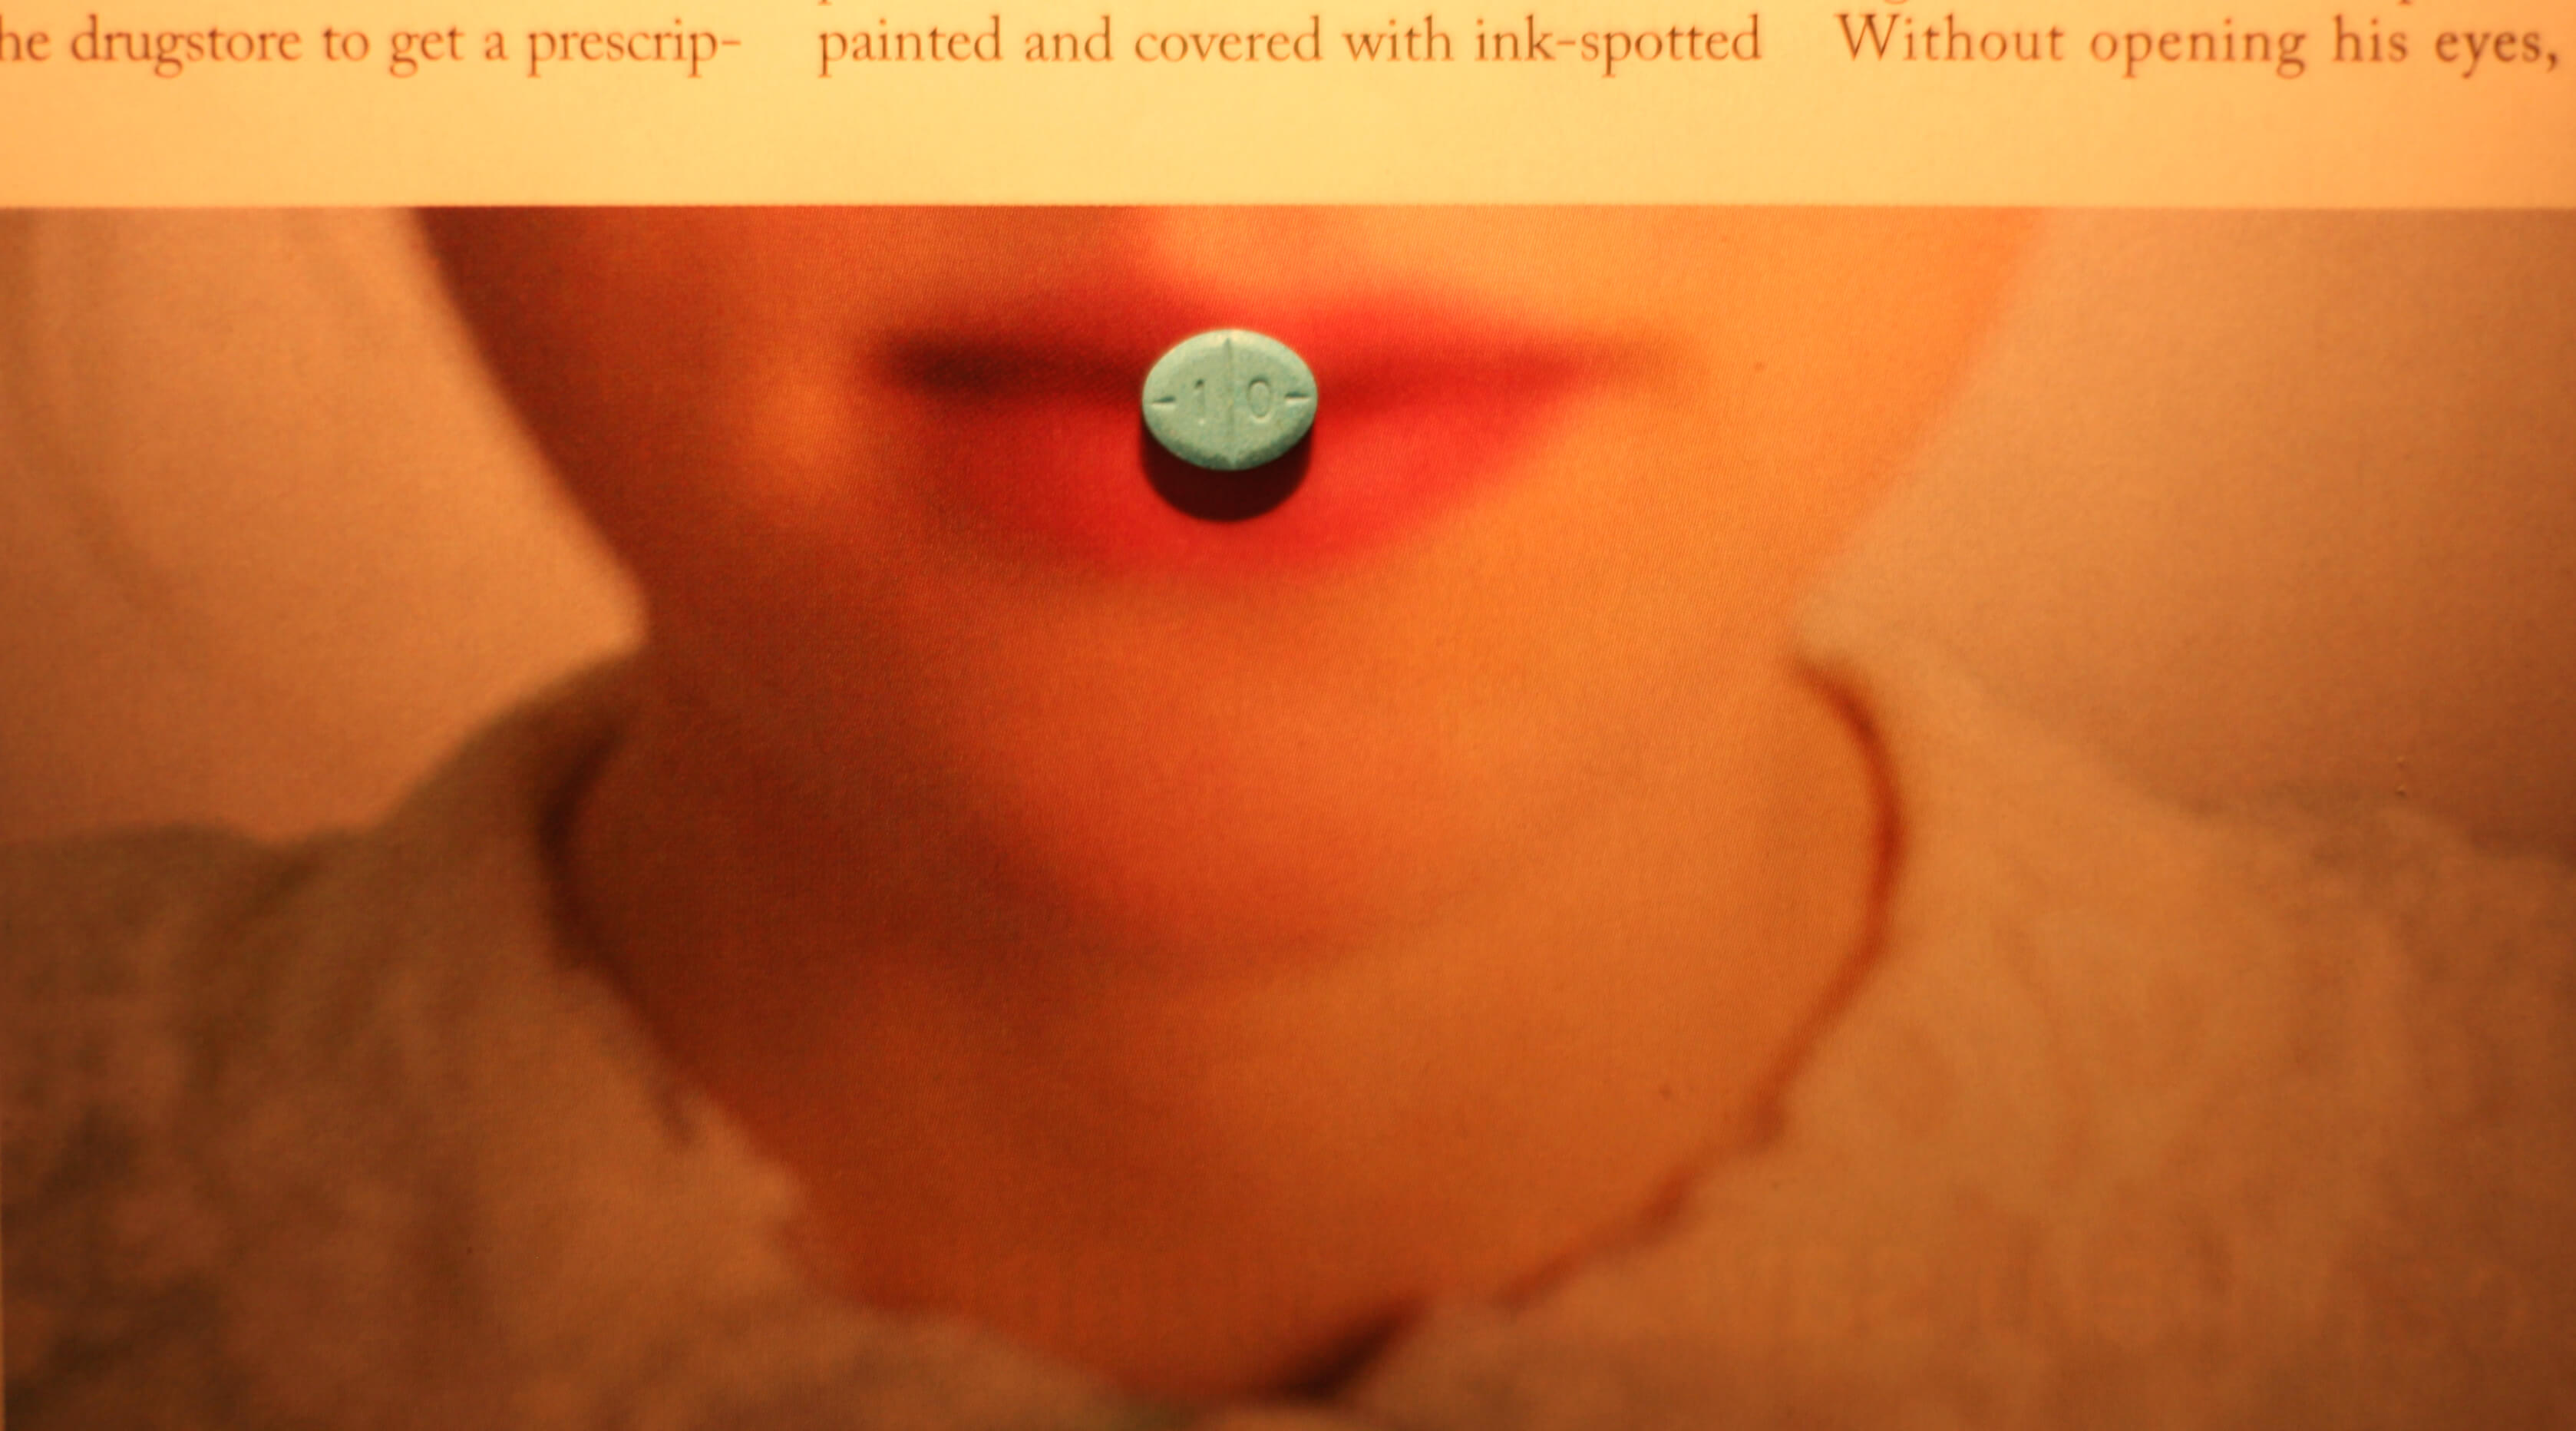 he drugstore to get a prescrip-
painted and covered with ink-spotted
Without opening his eyes,
1 0